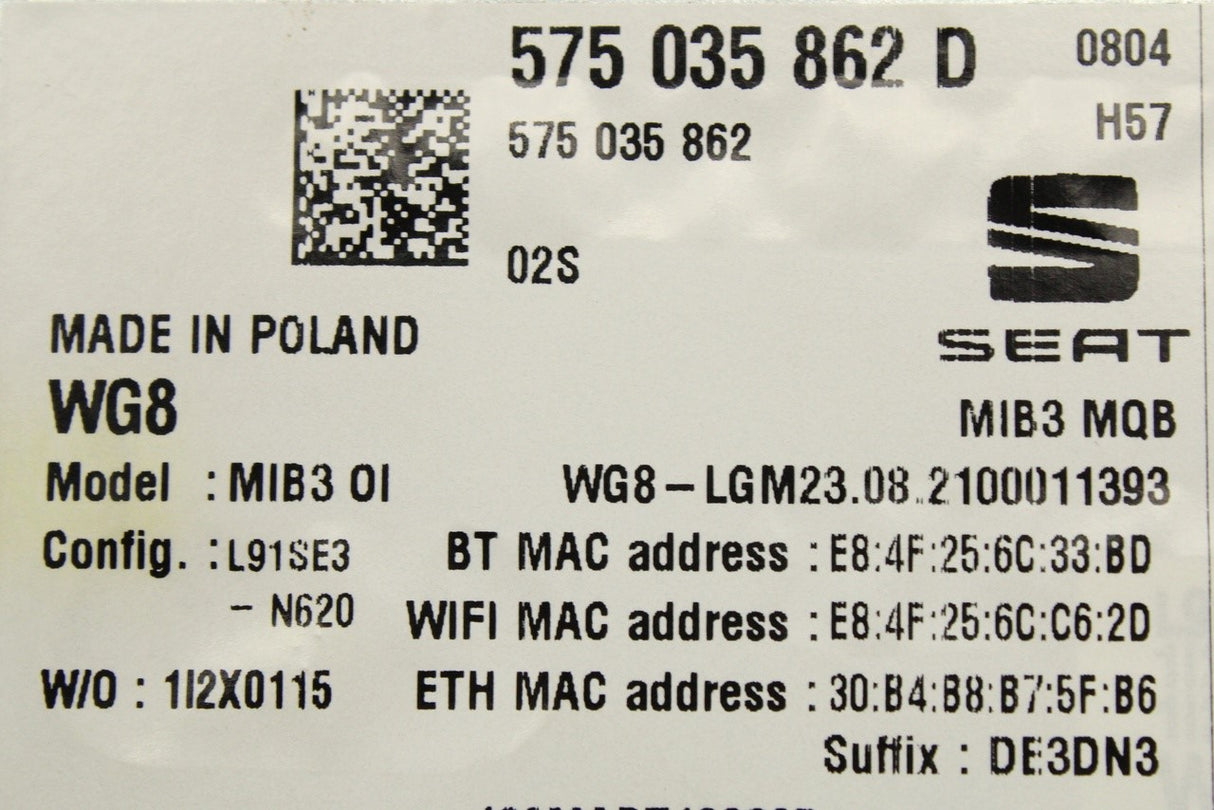 575 035 862 D 0804
575 035 862 H57
02S
SEAT
MADE IN POLAND
WG8
MIB3 MQB
Model : MIB3 OI WG8-LGM23.08.2100011393
Config. : L91SE3 BT MAC address : E8:4F:25:6C:33:BD
- N620 WIFI MAC address : E8:4F:25:6C:C6:2D
W/O : 1I2X0115 ETH MAC address : 30:B4:B8:B7:5F:B6
Suffix : DE3DN3